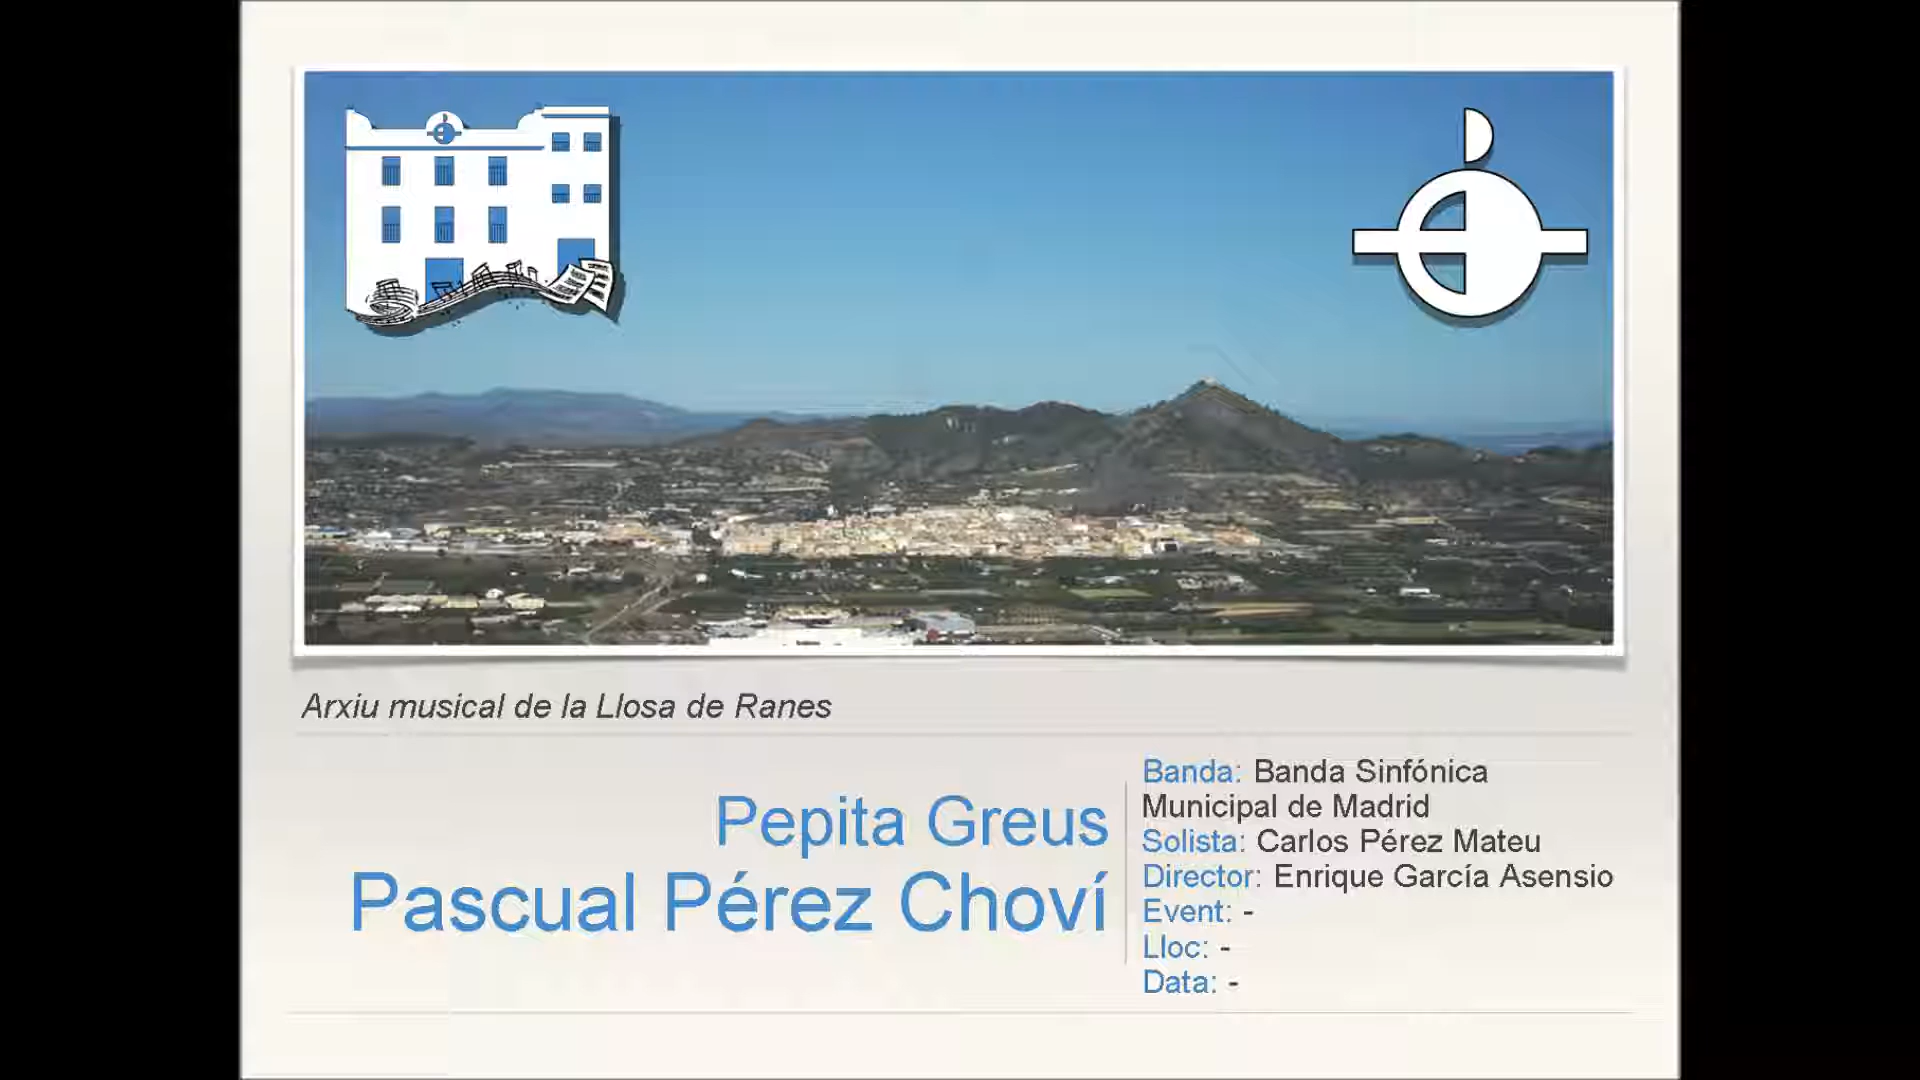 Arxiu musical de la Llosa de Ranes
Pepita Greus
Pascual Pérez Choví
Banda: Banda Sinfónica
Municipal de Madrid
Solista: Carlos Pérez Mateu
Director: Enrique García Asensio
Event: -
Lloc: -
Data: -